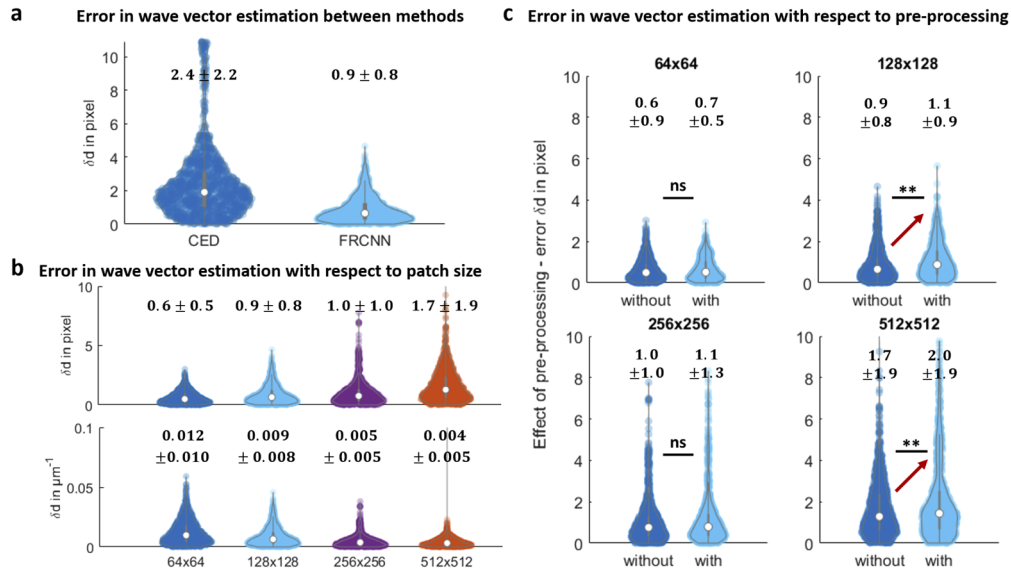 a
Error in wave vector estimation between methods
10
8
6
4
2
0
δd in pixel
2.4 ± 2.2
0.9 ± 0.8
CED
FRCNN
b
Error in wave vector estimation with respect to patch size
10
5
0
δd in pixel
0.6 ± 0.5
0.9 ± 0.8
1.0 ± 1.0
1.7 ± 1.9
0.1
0.05
0
δd in μm⁻¹
0.012
±0.010
0.009
± 0.008
0.005
± 0.005
0.004
± 0.005
64x64
128x128
256x256
512x512
c
Error in wave vector estimation with respect to pre-processing
Effect of pre-processing - error δd in pixel
64x64
10
8
6
4
2
0
0.6
±0.9
0.7
±0.5
ns
without
with
128x128
10
8
6
4
2
0
0.9
±0.8
1.1
±0.9
**
without
with
256x256
10
8
6
4
2
0
1.0
±1.0
1.1
±1.3
ns
without
with
512x512
10
8
6
4
2
0
1.7
±1.9
2.0
±1.9
**
without
with